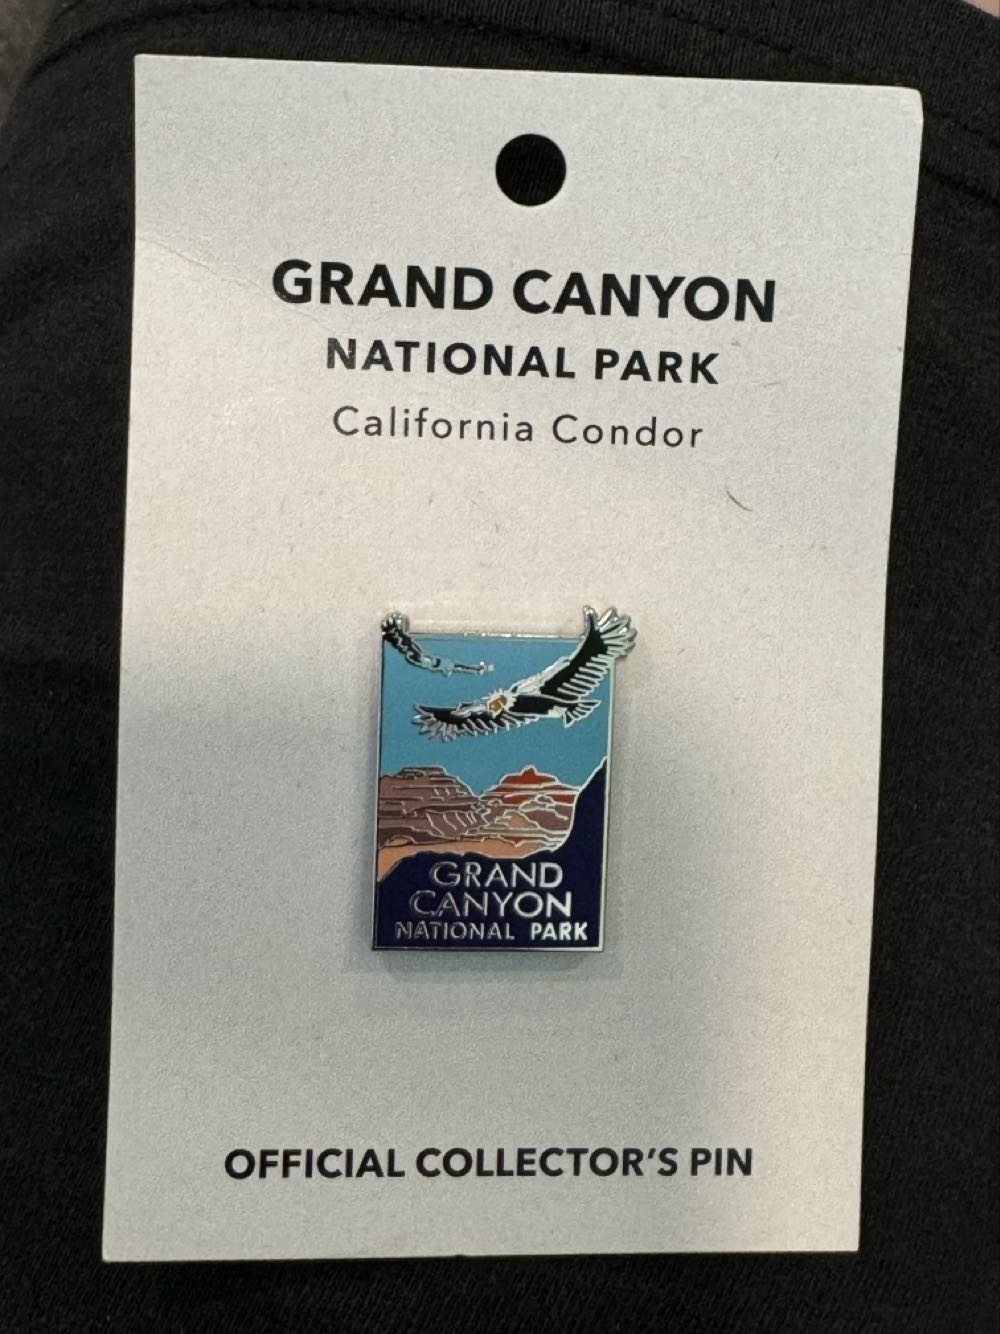 GRAND CANYON
NATIONAL PARK
California Condor
GRAND
CANYON
NATIONAL PARK
OFFICIAL COLLECTOR'S PIN